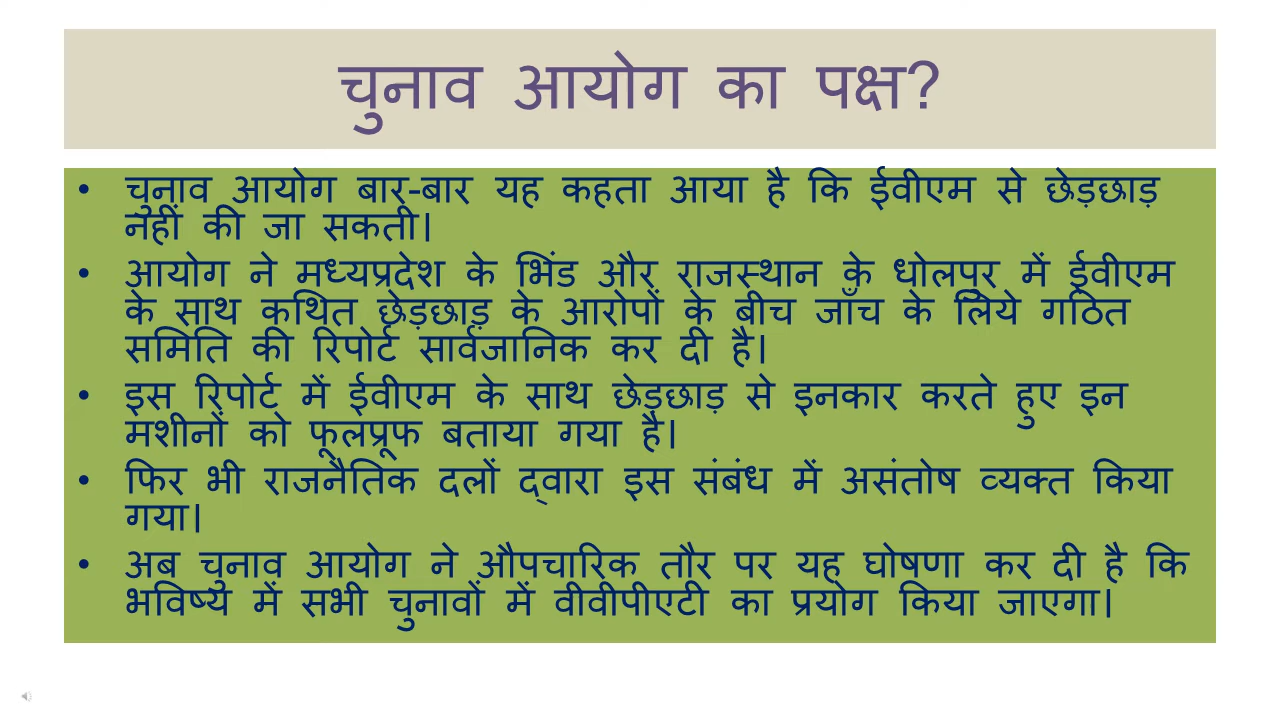 चुनाव आयोग का पक्ष?
• चुनाव आयोग बार-बार यह कहता आया है कि ईवीएम से छेड़छाड़
नहीं की जा सकती।
• आयोग ने मध्यप्रदेश के भिंड और राजस्थान के धोलपुर में ईवीएम
के साथ कथित छेड़छाड़ के आरोपों के बीच जाँच के लिये गठित
समिति की रिपोर्ट सार्वजानिक कर दी है।
• इस रिपोर्ट में ईवीएम के साथ छेड़छाड़ से इनकार करते हुए इन
मशीनों को फूलप्रूफ बताया गया है।
• फिर भी राजनैतिक दलों द्वारा इस संबंध में असंतोष व्यक्त किया
गया।
• अब चुनाव आयोग ने औपचारिक तौर पर यह घोषणा कर दी है कि
भविष्य में सभी चुनावों में वीवीपीएटी का प्रयोग किया जाएगा।